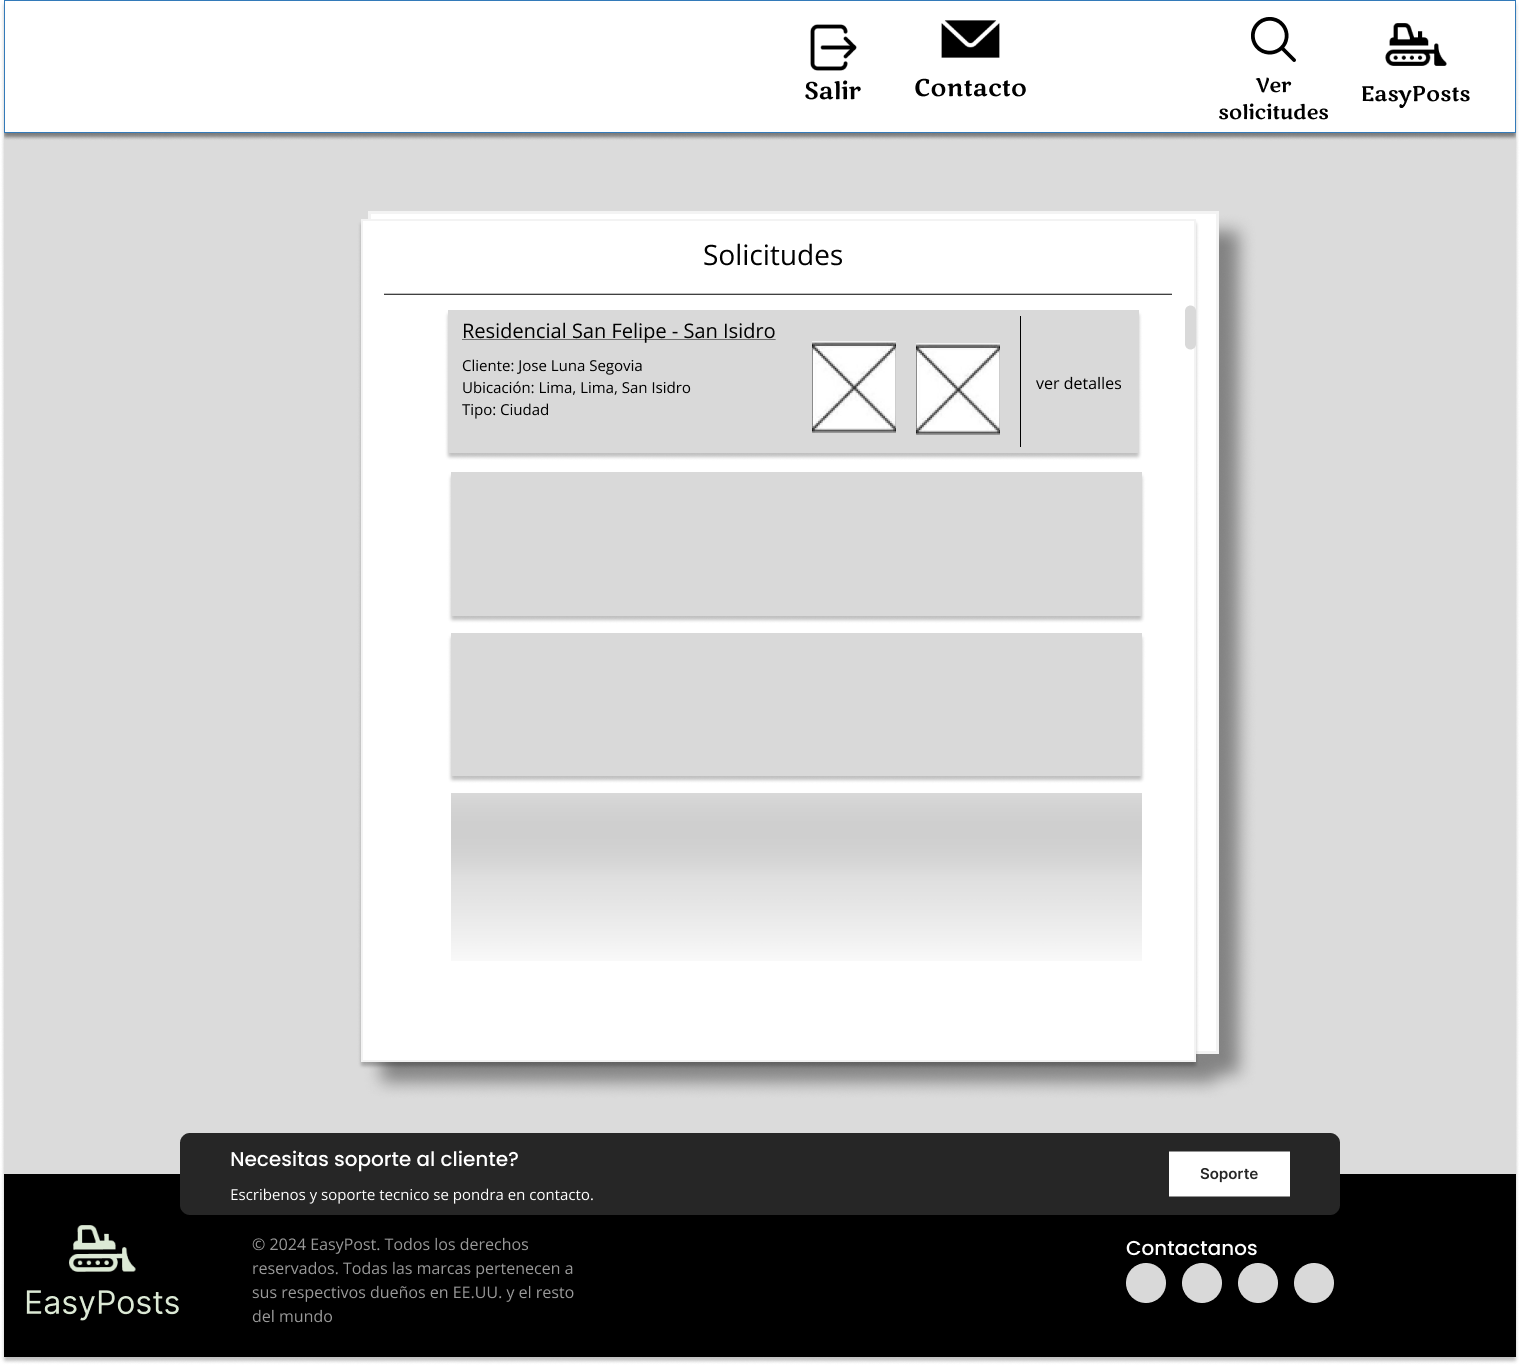 Salir
Contacto
Ver
solicitudes
EasyPosts
Solicitudes
Residencial San Felipe - San Isidro
Cliente: Jose Luna Segovia
Ubicación: Lima, Lima, San Isidro
Tipo: Ciudad
ver detalles
Necesitas soporte al cliente?
Escribenos y soporte tecnico se pondra en contacto.
Soporte
EasyPosts
© 2024 EasyPost. Todos los derechos
reservados. Todas las marcas pertenecen a
sus respectivos dueños en EE.UU. y el resto
del mundo
Contactanos